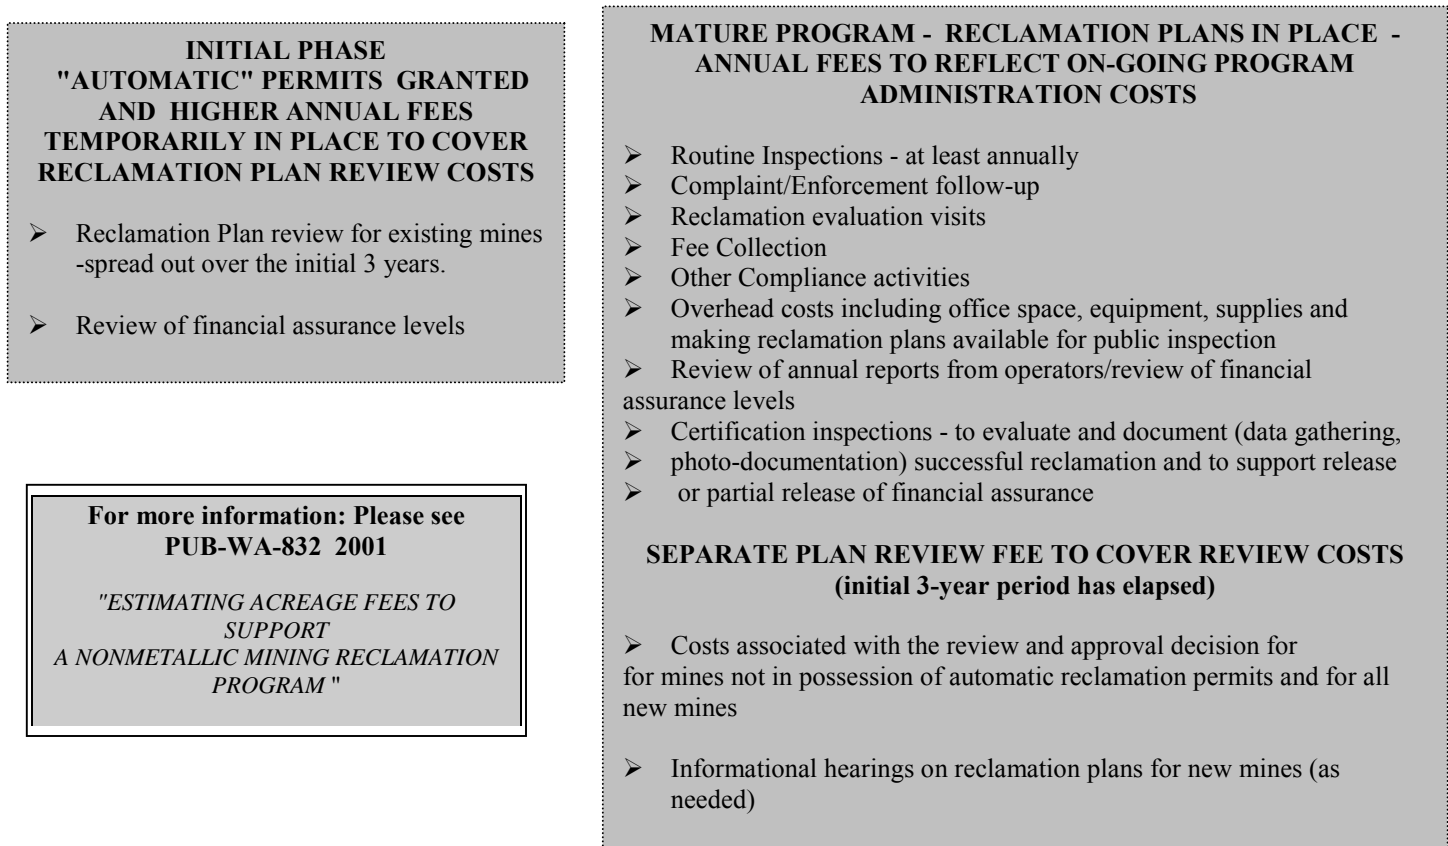 INITIAL PHASE
"AUTOMATIC" PERMITS GRANTED
AND HIGHER ANNUAL FEES
TEMPORARILY IN PLACE TO COVER
RECLAMATION PLAN REVIEW COSTS
➢ Reclamation Plan review for existing mines
-spread out over the initial 3 years.
➢ Review of financial assurance levels
For more information: Please see
PUB-WA-832 2001
"ESTIMATING ACREAGE FEES TO
SUPPORT
A NONMETALLIC MINING RECLAMATION
PROGRAM "
MATURE PROGRAM - RECLAMATION PLANS IN PLACE -
ANNUAL FEES TO REFLECT ON-GOING PROGRAM
ADMINISTRATION COSTS
➢ Routine Inspections - at least annually
➢ Complaint/Enforcement follow-up
➢ Reclamation evaluation visits
➢ Fee Collection
➢ Other Compliance activities
➢ Overhead costs including office space, equipment, supplies and
making reclamation plans available for public inspection
➢ Review of annual reports from operators/review of financial
assurance levels
➢ Certification inspections - to evaluate and document (data gathering,
➢ photo-documentation) successful reclamation and to support release
➢ or partial release of financial assurance
SEPARATE PLAN REVIEW FEE TO COVER REVIEW COSTS
(initial 3-year period has elapsed)
➢ Costs associated with the review and approval decision for
for mines not in possession of automatic reclamation permits and for all
new mines
➢ Informational hearings on reclamation plans for new mines (as
needed)